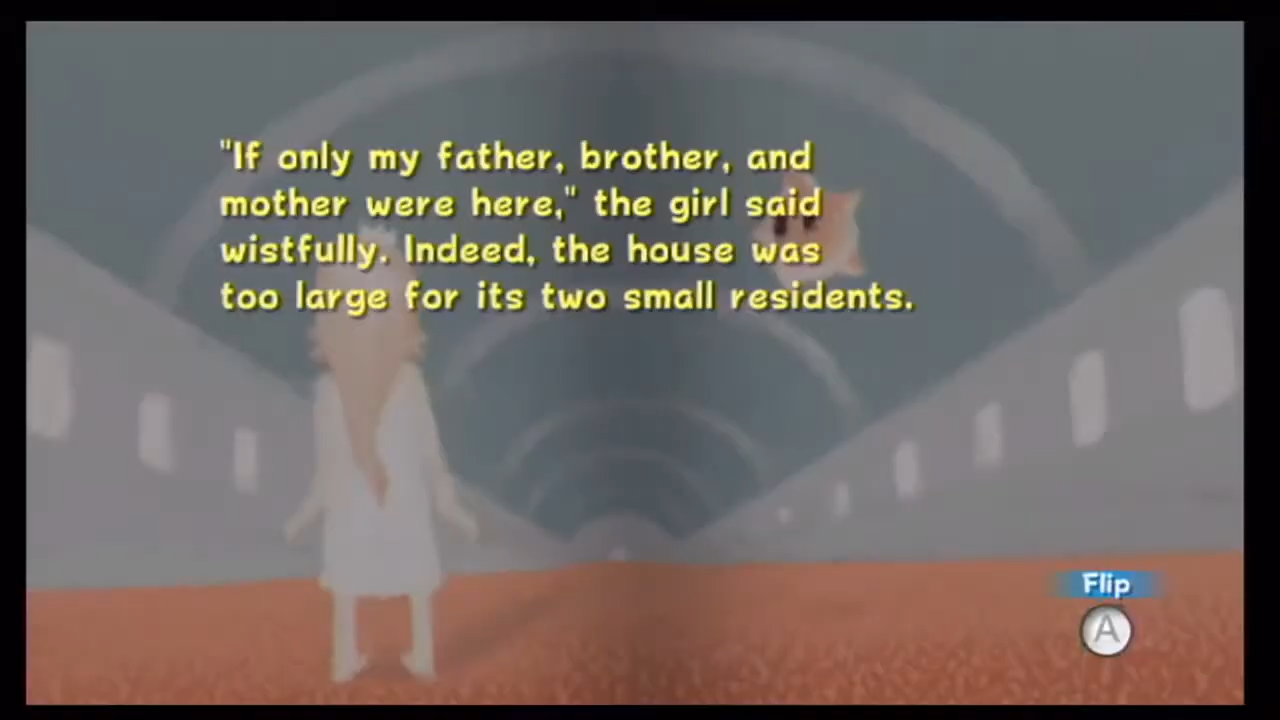 "If only my father, brother, and
mother were here," the girl said
wistfully. Indeed, the house was
too large for its two small residents.
Flip
A